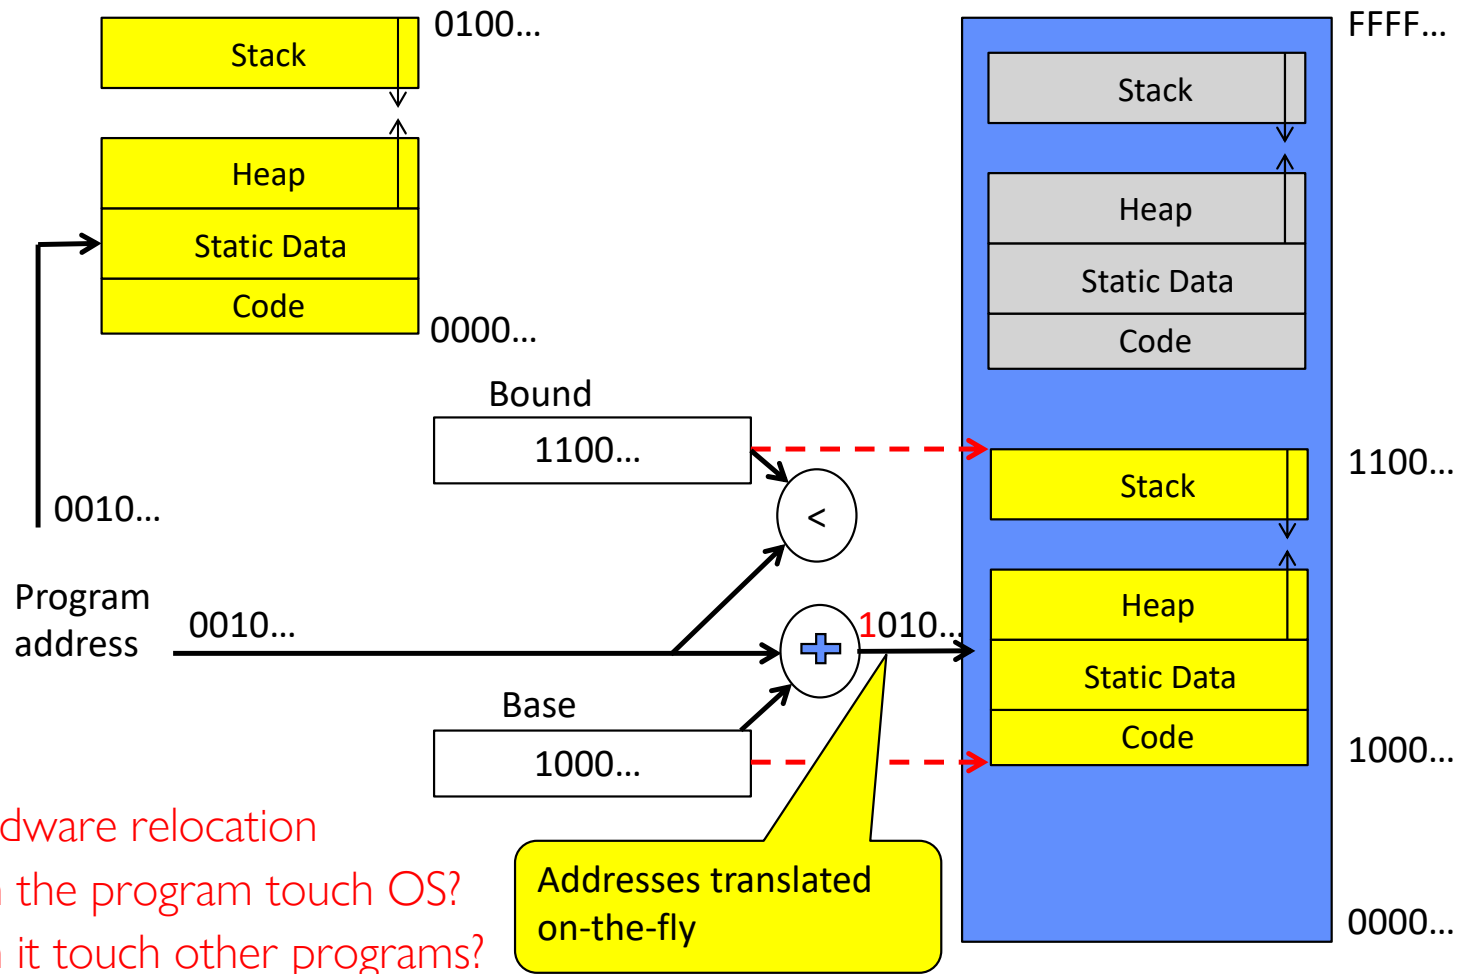 Stack
0100...
Heap
Static Data
Code
0000...
0010...
Program
address
0010...
Bound
1100...
<
+
1010...
Base
1000...
Addresses translated
on-the-fly
FFFF...
Stack
Heap
Static Data
Code
1100...
Stack
Heap
Static Data
Code
1000...
0000...
dware relocation
the program touch OS?
it touch other programs?